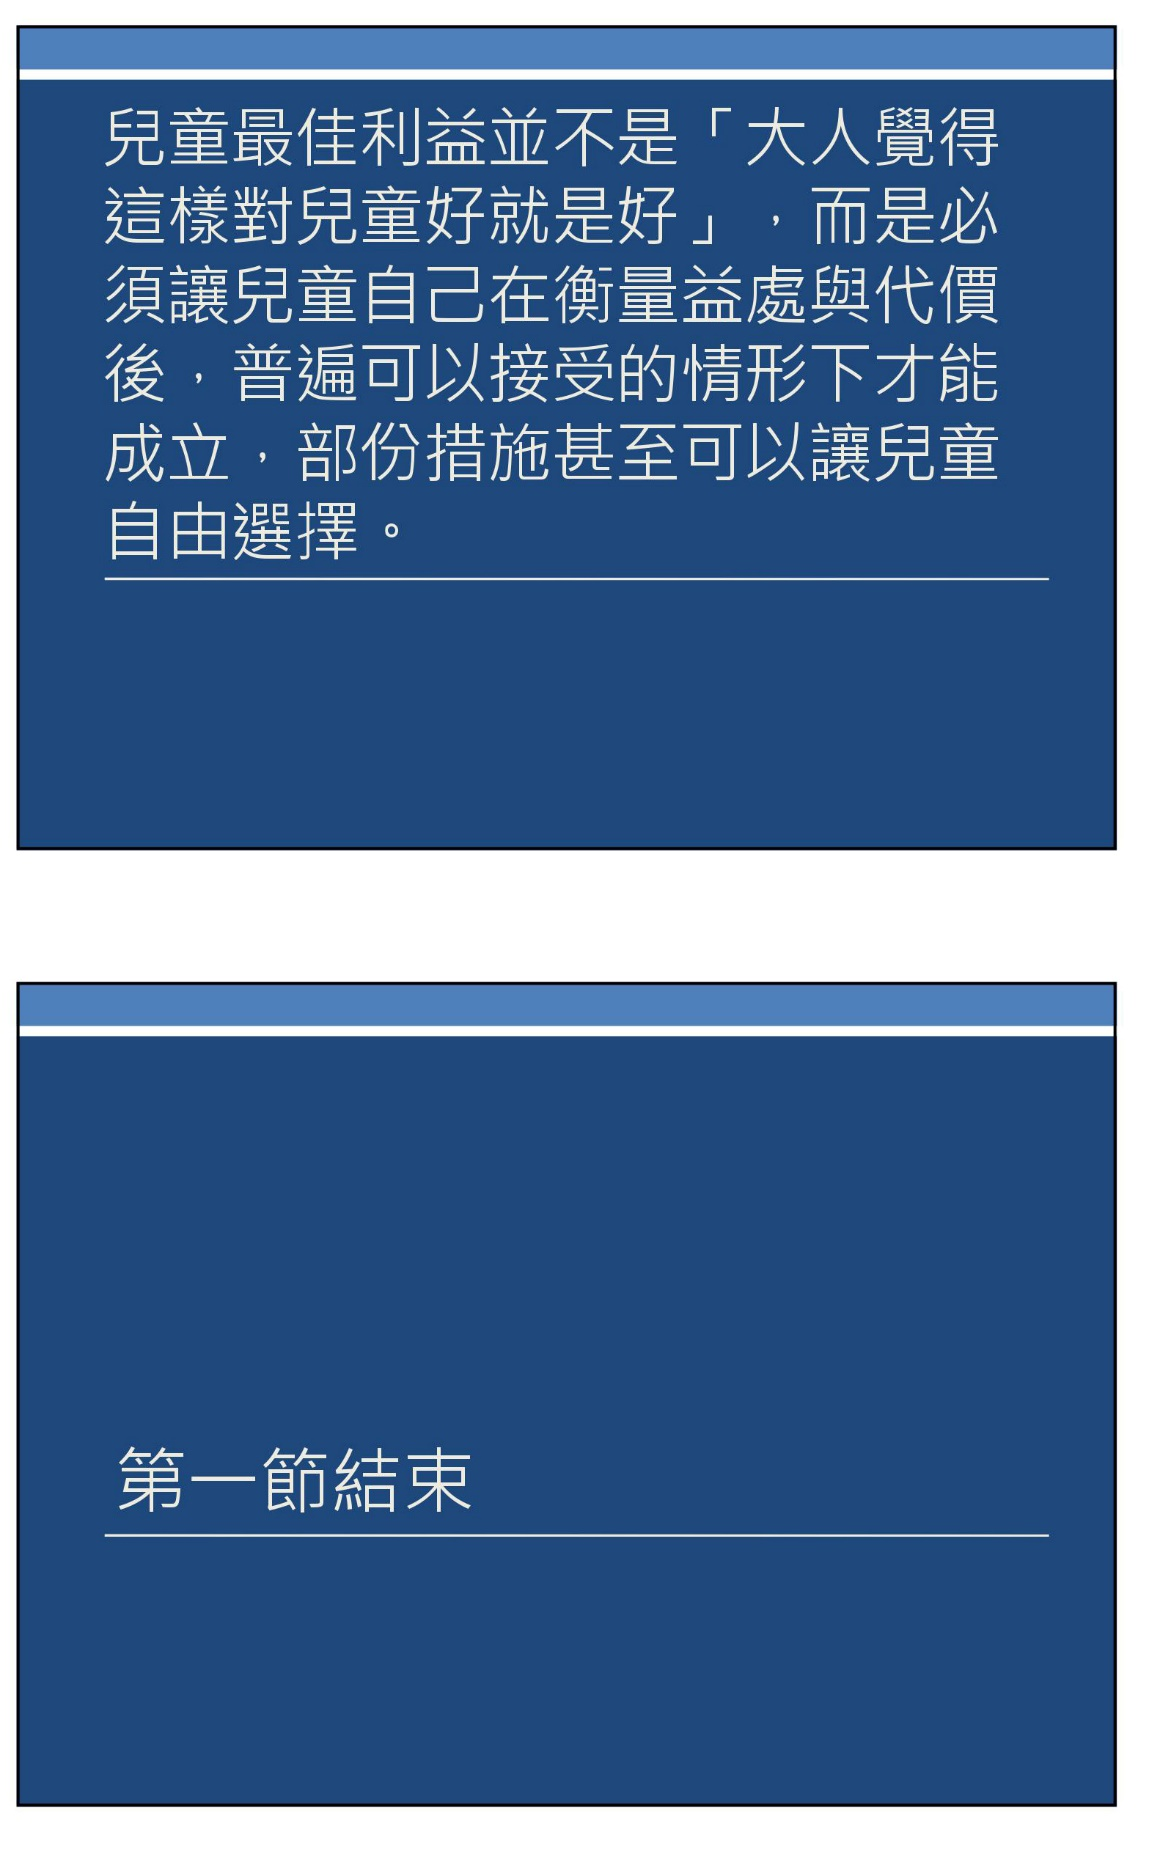 兒童最佳利益並不是「大人覺得
這樣對兒童好就是好」，而是必
須讓兒童自己在衡量益處與代價
後，普遍可以接受的情形下才能
成立，部份措施甚至可以讓兒童
自由選擇。
第一節結束